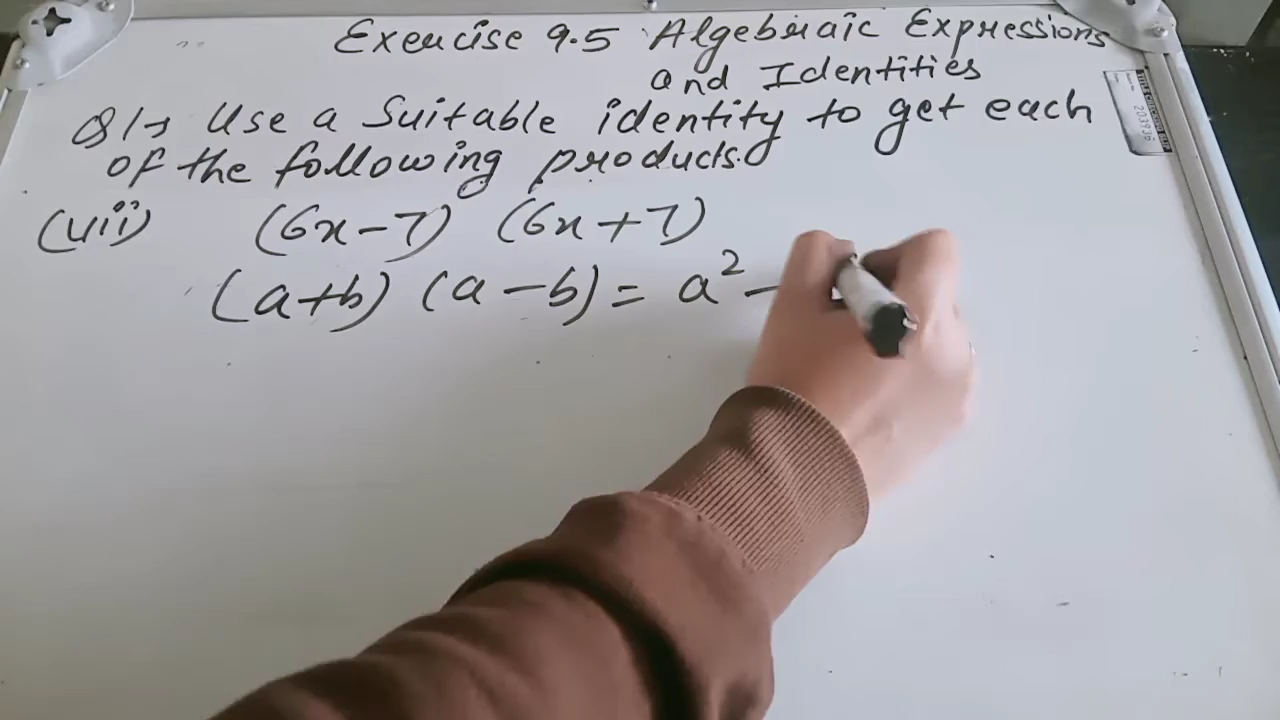 Exercise 9.5 Algebraic Expressions
and Identities
Q1→ Use a Suitable identity to get each
of the following products.
(vii) (6x-7) (6x+7)
(a+b) (a-b) = a² -
203936